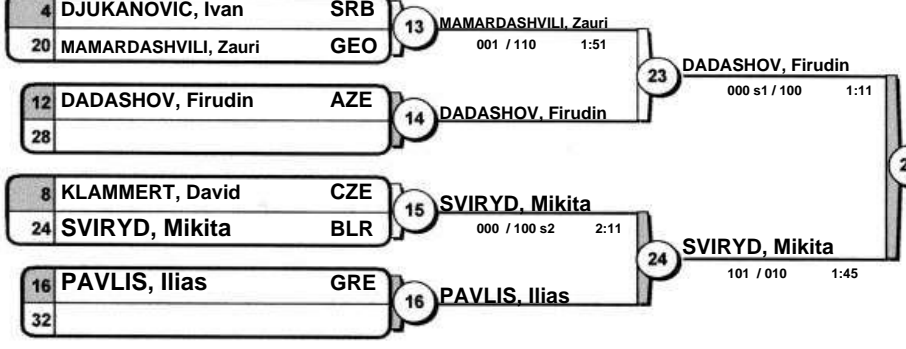 4 DJUKANOVIC, Ivan SRB
20 MAMARDASHVILI, Zauri GEO
13
MAMARDASHVILI, Zauri
001 / 110 1:51
12 DADASHOV, Firudin AZE
28
14
DADASHOV, Firudin
23
DADASHOV, Firudin
000 s1 / 100 1:11
8 KLAMMERT, David CZE
24 SVIRYD, Mikita BLR
15
SVIRYD, Mikita
000 / 100 s2 2:11
16 PAVLIS, Ilias GRE
32
16
PAVLIS, Ilias
24
SVIRYD, Mikita
101 / 010 1:45